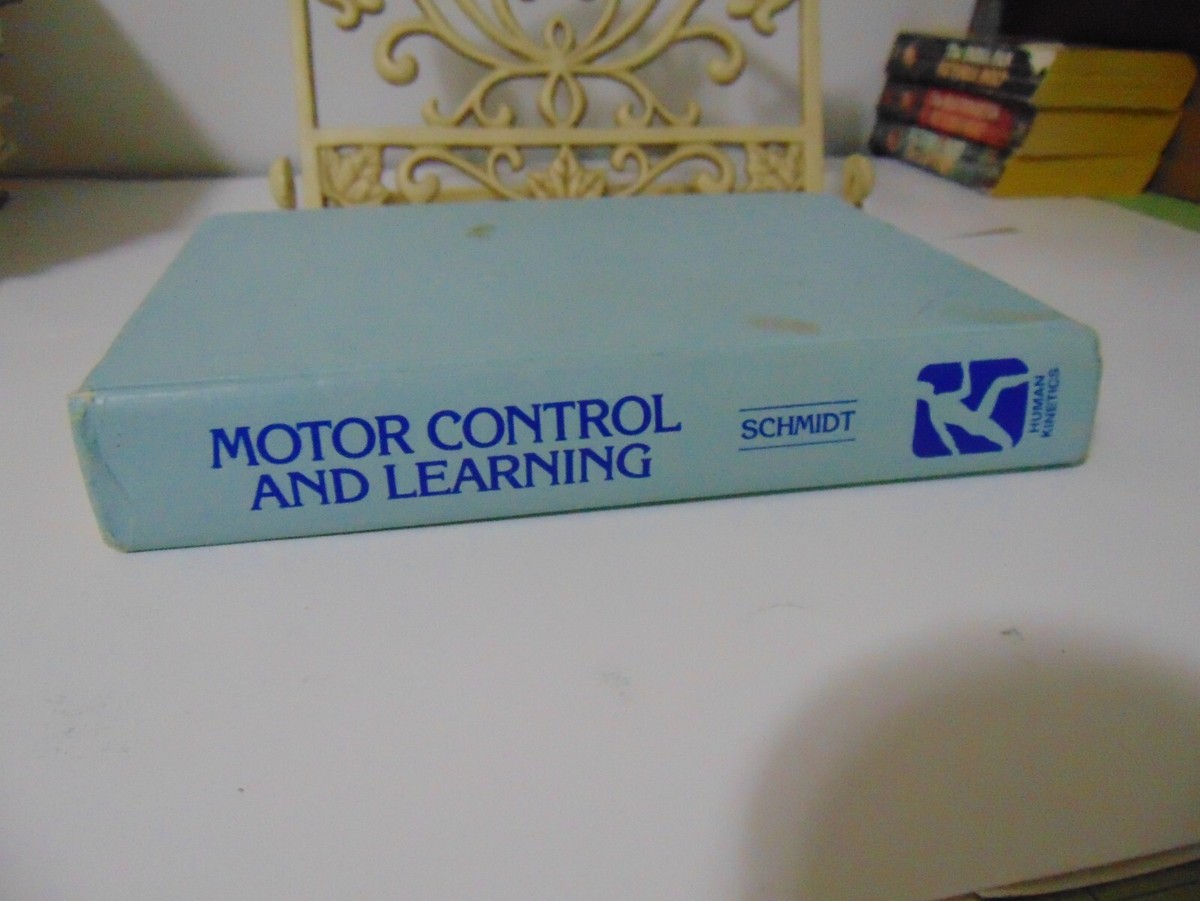 MOTOR CONTROL
AND LEARNING
SCHMIDT
HUMAN
KINETICS